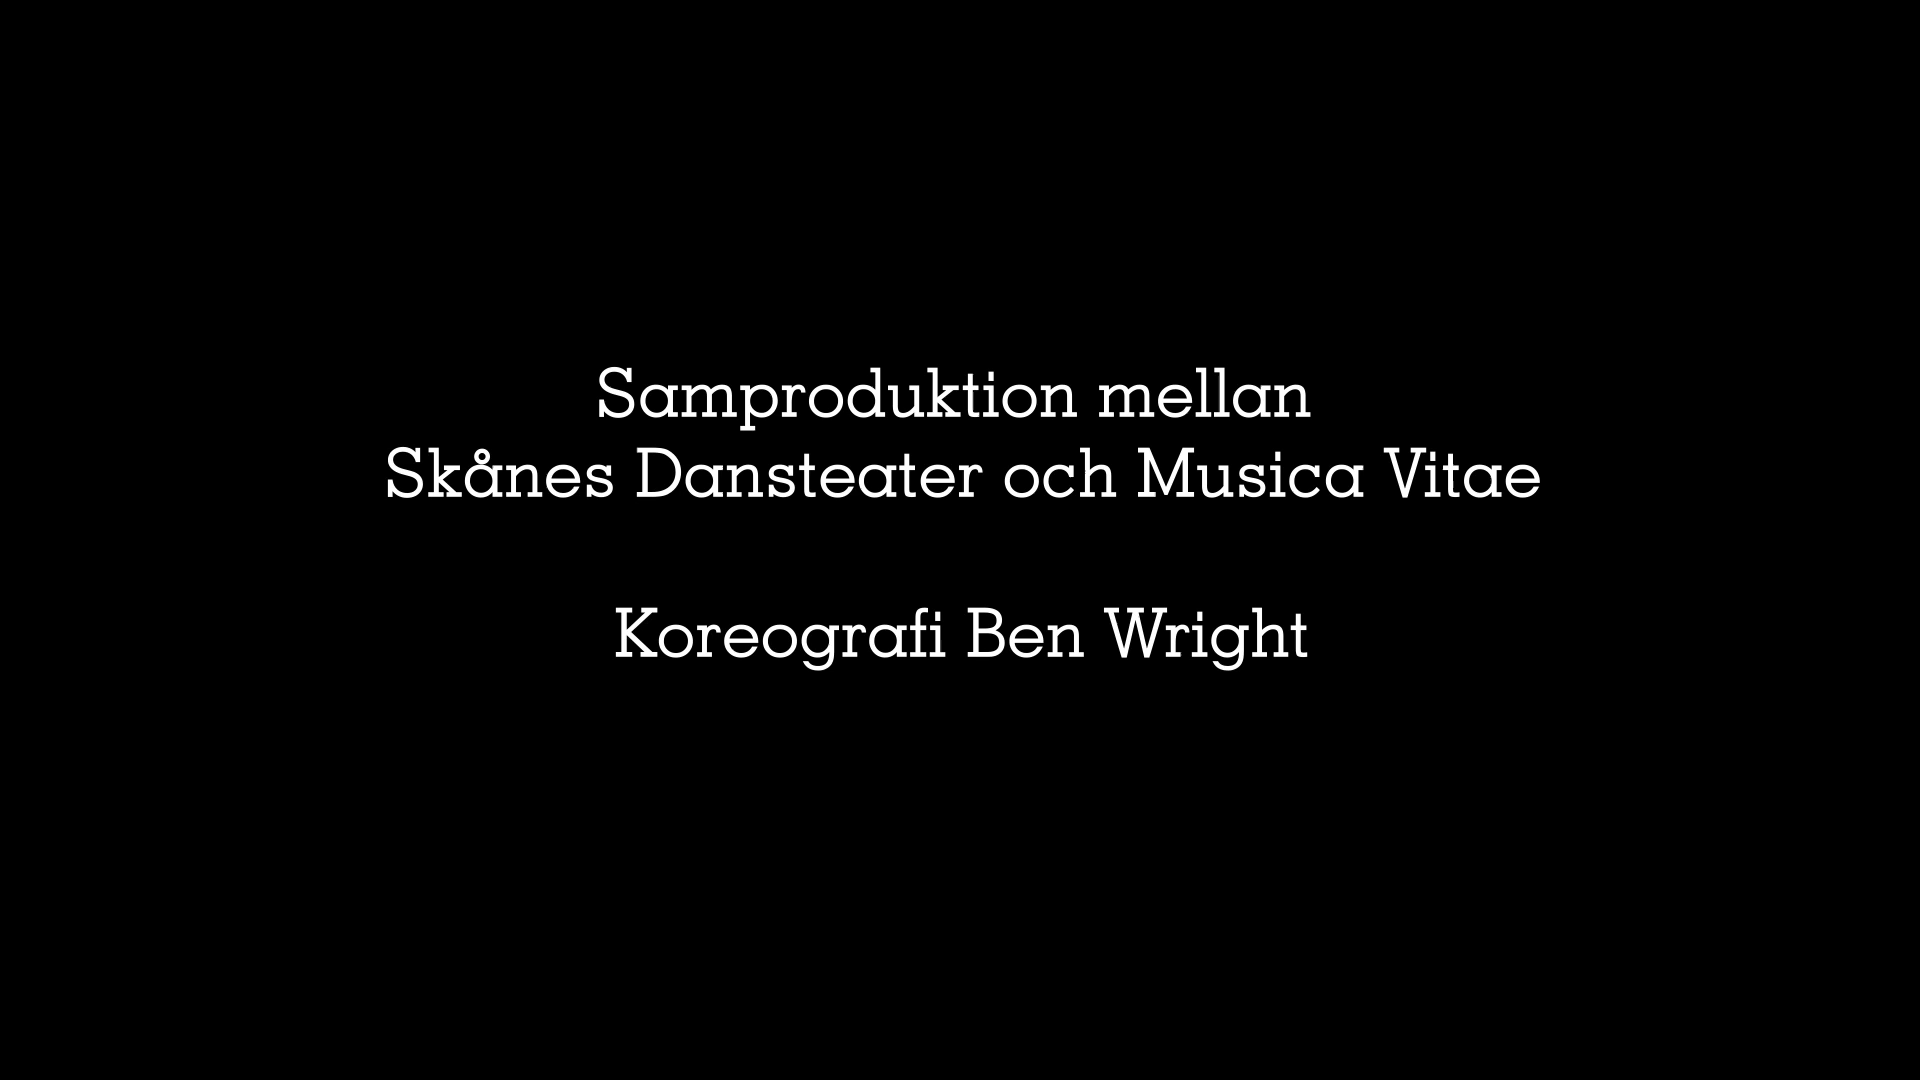 Samproduktion mellan
Skånes Dansteater och Musica Vitae
Koreografi Ben Wright